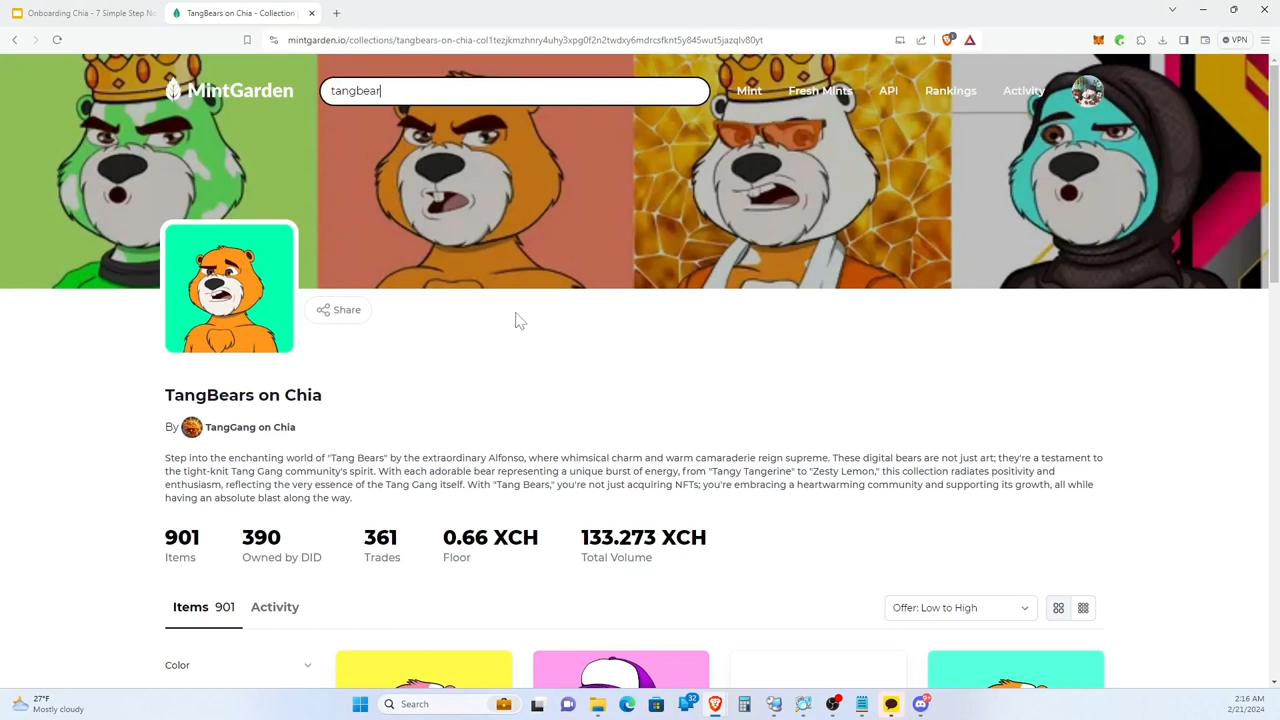 Onboarding Chia - 7 Simple Step No
TangBears on Chia - Collection |
mintgarden.io/collections/tangbears-on-chia-col1tezjkmzhnry4uhy3xpg0f2n2twdxy6mdrcsfknt5y845wut5jazqlv80yt
1
VPN
MintGarden
tangbear
Mint
Fresh Mints
API
Rankings
Activity
Share
TangBears on Chia
By TangGang on Chia
Step into the enchanting world of "Tang Bears" by the extraordinary Alfonso, where whimsical charm and warm camaraderie reign supreme. These digital bears are not just art; they're a testament to
the tight-knit Tang Gang community's spirit. With each adorable bear representing a unique burst of energy, from "Tangy Tangerine" to "Zesty Lemon," this collection radiates positivity and
enthusiasm, reflecting the very essence of the Tang Gang itself. With "Tang Bears," you're not just acquiring NFTs; you're embracing a heartwarming community and supporting its growth, all while
having an absolute blast along the way.
901 390 361 0.66 XCH 133.273 XCH
Items Owned by DID Trades Floor Total Volume
Items 901 Activity
Offer: Low to High
Color
27°F
Mostly cloudy
Search
32
9+
2:16 AM
2/21/2024